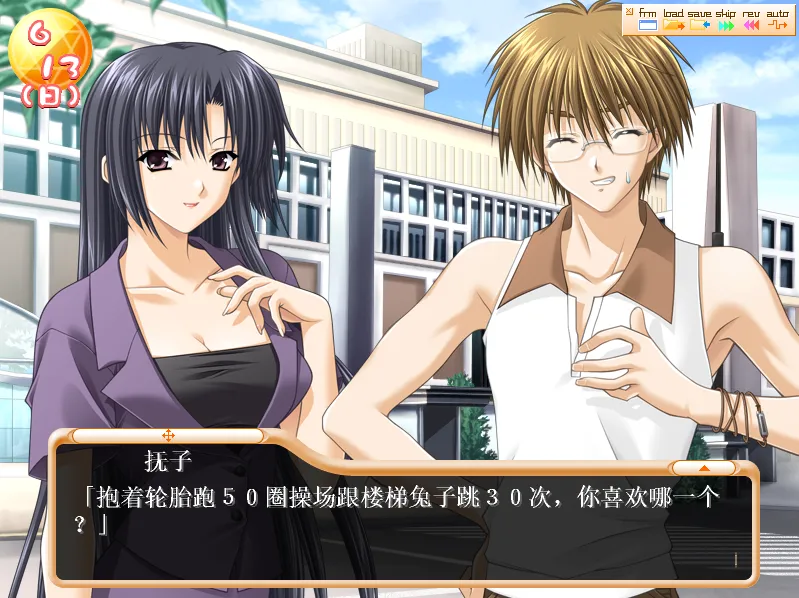 6
13
(日)
frm load save skip rev auto
抚子
「抱着轮胎跑５０圈操场跟楼梯兔子跳３０次，你喜欢哪一个
？」